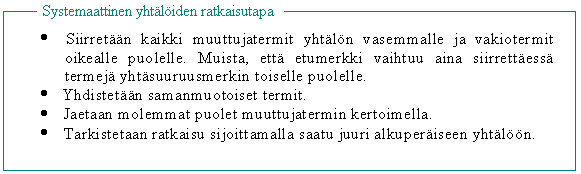 Systemaattinen yhtälöiden ratkaisutapa
• Siirretään kaikki muuttujatermit yhtälön vasemmalle ja vakiotermit
oikealle puolelle. Muista, että etumerkki vaihtuu aina siirrettäessä
termejä yhtäsuuruusmerkin toiselle puolelle.
• Yhdistetään samanmuotoiset termit.
• Jaetaan molemmat puolet muuttujatermin kertoimella.
• Tarkistetaan ratkaisu sijoittamalla saatu juuri alkuperäiseen yhtälöön.